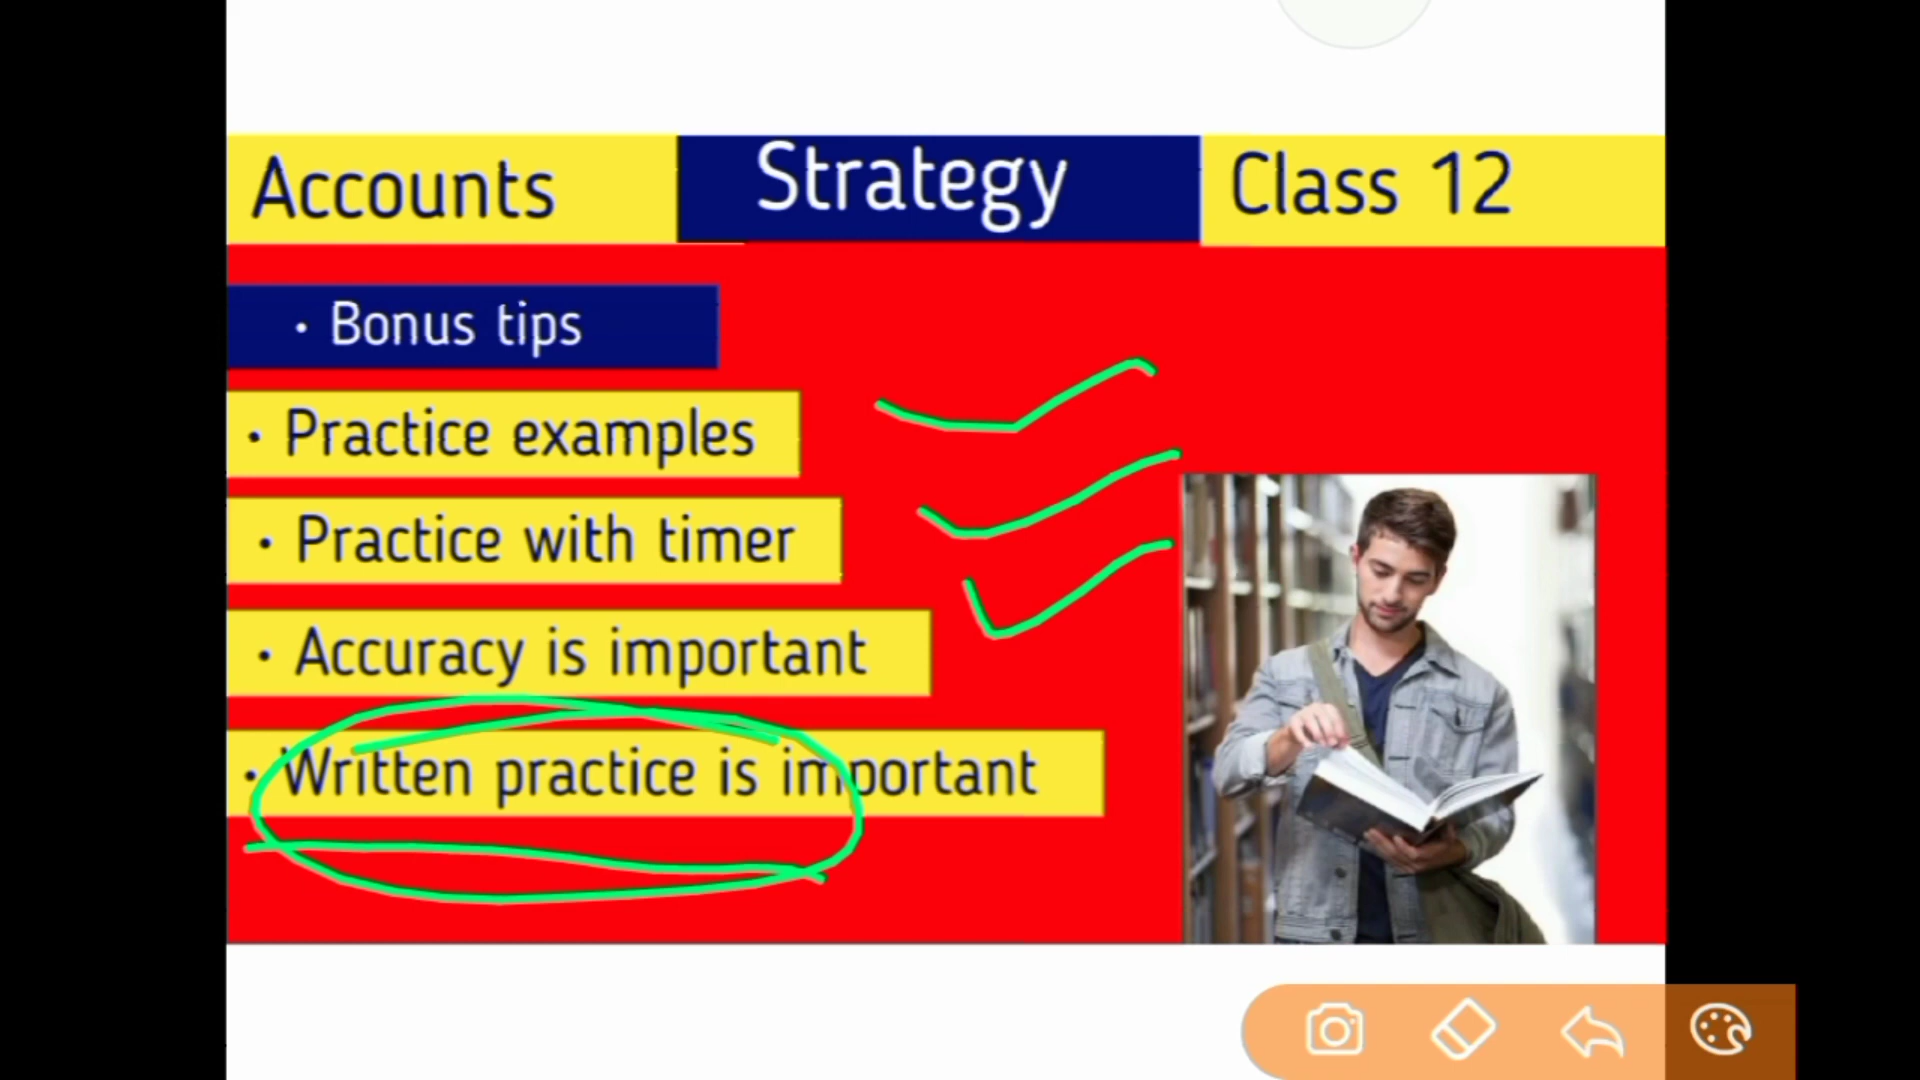 Accounts Strategy Class 12
• Bonus tips
• Practice examples
• Practice with timer
• Accuracy is important
• Written practice is important